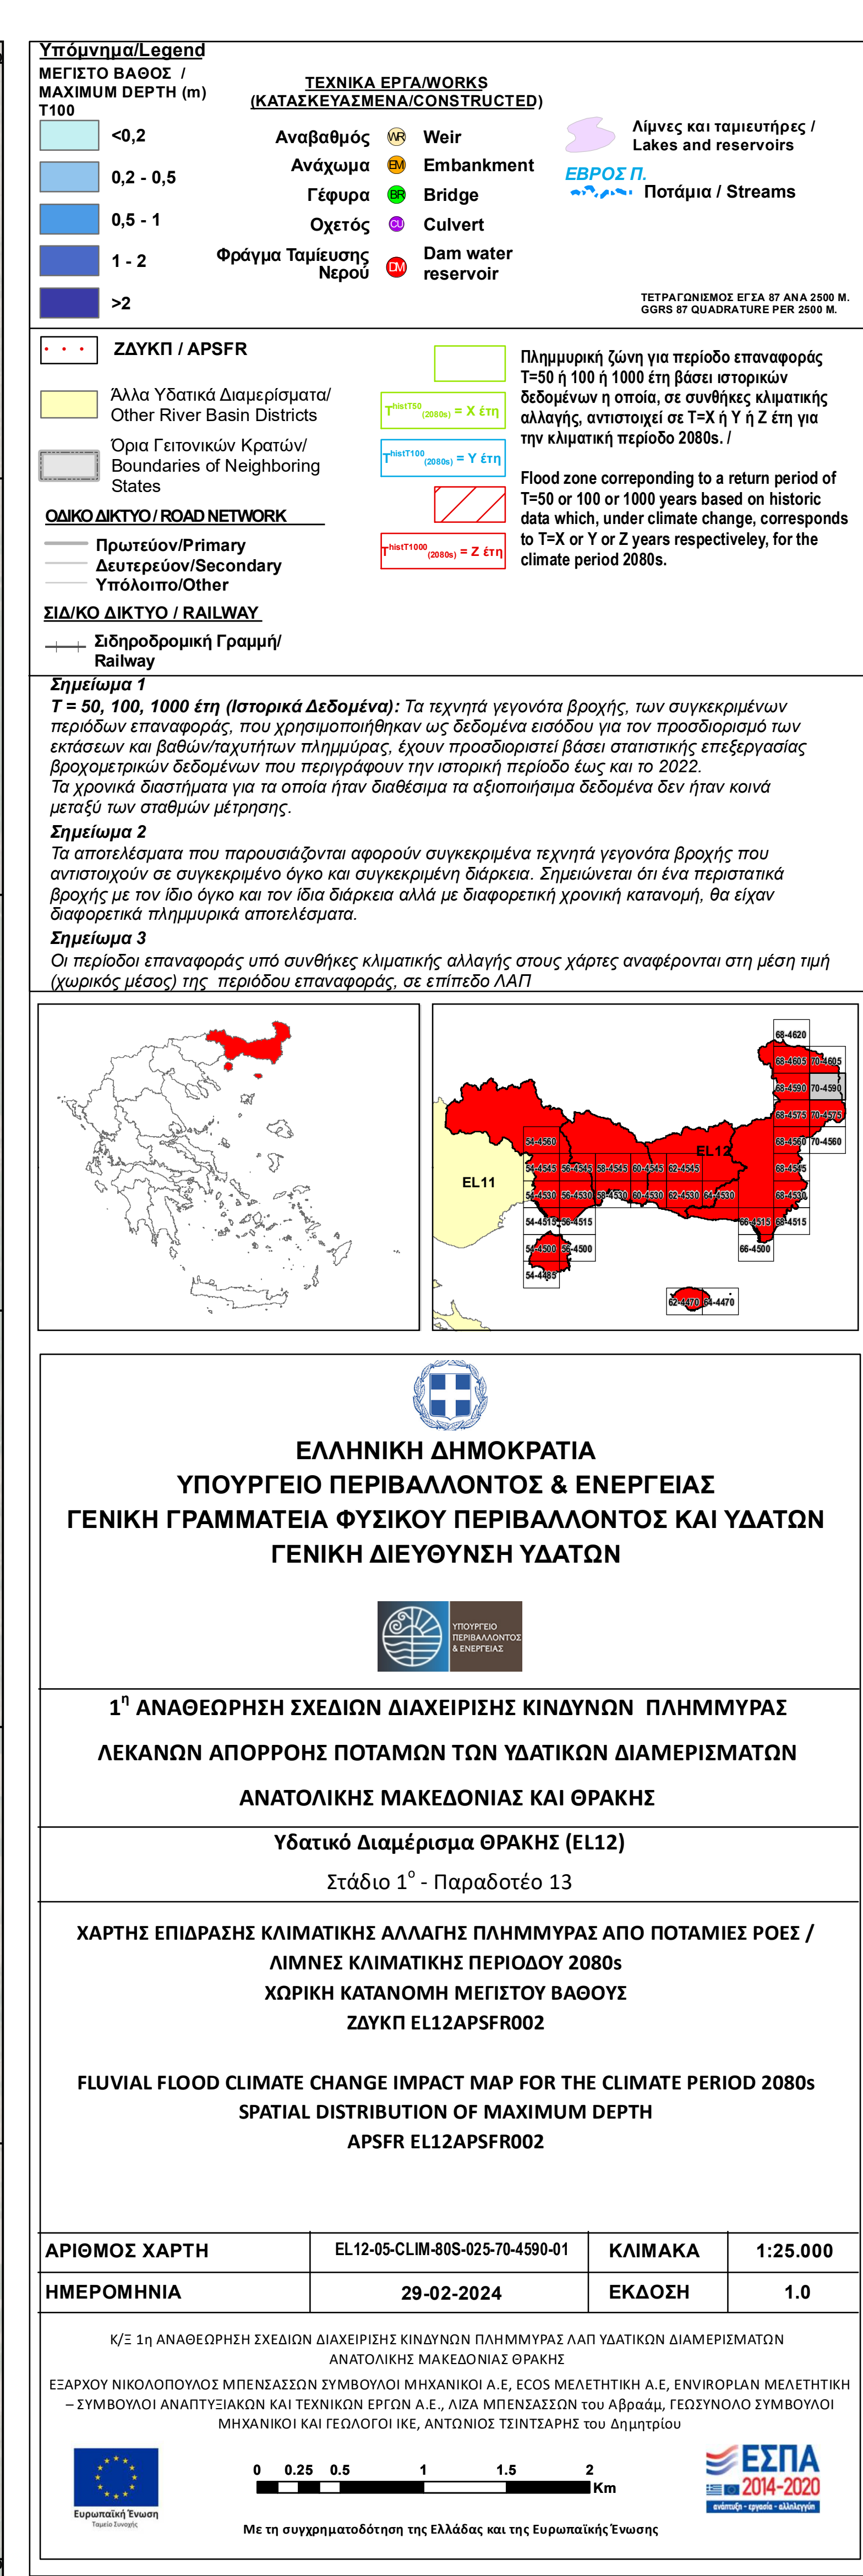 Υπόμνημα/Legend
ΜΕΓΙΣΤΟ ΒΑΘΟΣ /
MAXIMUM DEPTH (m)
T100
<0,2
0,2 - 0,5
0,5 - 1
1 - 2
>2
ΤΕΧΝΙΚΑ ΕΡΓΑ/WORKS
(ΚΑΤΑΣΚΕΥΑΣΜΕΝΑ/CONSTRUCTED)
Αναβαθμός WR Weir
Ανάχωμα EM Embankment
Γέφυρα BR Bridge
Οχετός CU Culvert
Φράγμα Ταμίευσης
Νερού
DM
Dam water
reservoir
Λίμνες και ταμιευτήρες /
Lakes and reservoirs
ΕΒΡΟΣ Π.
Ποτάμια / Streams
ΤΕΤΡΑΓΩΝΙΣΜΟΣ ΕΓΣΑ 87 ΑΝΑ 2500 Μ.
GGRS 87 QUADRATURE PER 2500 M.
ΖΔΥΚΠ / APSFR
Άλλα Υδατικά Διαμερίσματα/
Other River Basin Districts
Όρια Γειτονικών Κρατών/
Boundaries of Neighboring
States
ΟΔΙΚΟ ΔΙΚΤΥΟ / ROAD NETWORK
Πρωτεύον/Primary
Δευτερεύον/Secondary
Υπόλοιπο/Other
ΣΙΔ/ΚΟ ΔΙΚΤΥΟ / RAILWAY
Σιδηροδρομική Γραμμή/
Railway
T histT50 (2080s) = X έτη
T histT100 (2080s) = Y έτη
T histT1000 (2080s) = Z έτη
Πλημμυρική ζώνη για περίοδο επαναφοράς
T=50 ή 100 ή 1000 έτη βάσει ιστορικών
δεδομένων η οποία, σε συνθήκες κλιματικής
αλλαγής, αντιστοιχεί σε T=X ή Y ή Z έτη για
την κλιματική περίοδο 2080s. /
Flood zone correponding to a return period of
T=50 or 100 or 1000 years based on historic
data which, under climate change, corresponds
to T=X or Y or Z years respectiveley, for the
climate period 2080s.
Σημείωμα 1
T = 50, 100, 1000 έτη (Ιστορικά Δεδομένα): Τα τεχνητά γεγονότα βροχής, των συγκεκριμένων
περιόδων επαναφοράς, που χρησιμοποιήθηκαν ως δεδομένα εισόδου για τον προσδιορισμό των
εκτάσεων και βαθών/ταχυτήτων πλημμύρας, έχουν προσδιοριστεί βάσει στατιστικής επεξεργασίας
βροχομετρικών δεδομένων που περιγράφουν την ιστορική περίοδο έως και το 2022.
Τα χρονικά διαστήματα για τα οποία ήταν διαθέσιμα τα αξιοποιήσιμα δεδομένα δεν ήταν κοινά
μεταξύ των σταθμών μέτρησης.
Σημείωμα 2
Τα αποτελέσματα που παρουσιάζονται αφορούν συγκεκριμένα τεχνητά γεγονότα βροχής που
αντιστοιχούν σε συγκεκριμένο όγκο και συγκεκριμένη διάρκεια. Σημειώνεται ότι ένα περιστατικά
βροχής με τον ίδιο όγκο και τον ίδια διάρκεια αλλά με διαφορετική χρονική κατανομή, θα είχαν
διαφορετικά πλημμυρικά αποτελέσματα.
Σημείωμα 3
Οι περίοδοι επαναφοράς υπό συνθήκες κλιματικής αλλαγής στους χάρτες αναφέρονται στη μέση τιμή
(χωρικός μέσος) της περιόδου επαναφοράς, σε επίπεδο ΛΑΠ
68-4620
68-4605 70-4605
68-4590 70-4590
68-4575 70-4575
54-4560 EL12 68-4560 70-4560
EL11
54-4545 56-4545 58-4545 60-4545 62-4545 68-4545
54-4530 56-4530 58-4530 60-4530 62-4530 64-4530 68-4530
54-4515 56-4515 66-4515 68-4515
54-4500 56-4500 66-4500
54-4485
62-4470 64-4470
ΕΛΛΗΝΙΚΗ ΔΗΜΟΚΡΑΤΙΑ
ΥΠΟΥΡΓΕΙΟ ΠΕΡΙΒΑΛΛΟΝΤΟΣ & ΕΝΕΡΓΕΙΑΣ
ΓΕΝΙΚΗ ΓΡΑΜΜΑΤΕΙΑ ΦΥΣΙΚΟΥ ΠΕΡΙΒΑΛΛΟΝΤΟΣ ΚΑΙ ΥΔΑΤΩΝ
ΓΕΝΙΚΗ ΔΙΕΥΘΥΝΣΗ ΥΔΑΤΩΝ
ΥΠΟΥΡΓΕΙΟ
ΠΕΡΙΒΑΛΛΟΝΤΟΣ
& ΕΝΕΡΓΕΙΑΣ
1η ΑΝΑΘΕΩΡΗΣΗ ΣΧΕΔΙΩΝ ΔΙΑΧΕΙΡΙΣΗΣ ΚΙΝΔΥΝΩΝ ΠΛΗΜΜΥΡΑΣ
ΛΕΚΑΝΩΝ ΑΠΟΡΡΟΗΣ ΠΟΤΑΜΩΝ ΤΩΝ ΥΔΑΤΙΚΩΝ ΔΙΑΜΕΡΙΣΜΑΤΩΝ
ΑΝΑΤΟΛΙΚΗΣ ΜΑΚΕΔΟΝΙΑΣ ΚΑΙ ΘΡΑΚΗΣ
Υδατικό Διαμέρισμα ΘΡΑΚΗΣ (EL12)
Στάδιο 1ο - Παραδοτέο 13
ΧΑΡΤΗΣ ΕΠΙΔΡΑΣΗΣ ΚΛΙΜΑΤΙΚΗΣ ΑΛΛΑΓΗΣ ΠΛΗΜΜΥΡΑΣ ΑΠΟ ΠΟΤΑΜΙΕΣ ΡΟΕΣ /
ΛΙΜΝΕΣ ΚΛΙΜΑΤΙΚΗΣ ΠΕΡΙΟΔΟΥ 2080s
ΧΩΡΙΚΗ ΚΑΤΑΝΟΜΗ ΜΕΓΙΣΤΟΥ ΒΑΘΟΥΣ
ΖΔΥΚΠ EL12APSFR002
FLUVIAL FLOOD CLIMATE CHANGE IMPACT MAP FOR THE CLIMATE PERIOD 2080s
SPATIAL DISTRIBUTION OF MAXIMUM DEPTH
APSFR EL12APSFR002
ΑΡΙΘΜΟΣ ΧΑΡΤΗ EL12-05-CLIM-80S-025-70-4590-01 ΚΛΙΜΑΚΑ 1:25.000
ΗΜΕΡΟΜΗΝΙΑ 29-02-2024 ΕΚΔΟΣΗ 1.0
Κ/Ξ 1η ΑΝΑΘΕΩΡΗΣΗ ΣΧΕΔΙΩΝ ΔΙΑΧΕΙΡΙΣΗΣ ΚΙΝΔΥΝΩΝ ΠΛΗΜΜΥΡΑΣ ΛΑΠ ΥΔΑΤΙΚΩΝ ΔΙΑΜΕΡΙΣΜΑΤΩΝ
ΑΝΑΤΟΛΙΚΗΣ ΜΑΚΕΔΟΝΙΑΣ ΘΡΑΚΗΣ
ΕΞΑΡΧΟΥ ΝΙΚΟΛΟΠΟΥΛΟΣ ΜΠΕΝΣΑΣΣΩΝ ΣΥΜΒΟΥΛΟΙ ΜΗΧΑΝΙΚΟΙ Α.Ε, ECOS ΜΕΛΕΤΗΤΙΚΗ Α.Ε, ENVIROPLAN ΜΕΛΕΤΗΤΙΚΗ
– ΣΥΜΒΟΥΛΟΙ ΑΝΑΠΤΥΞΙΑΚΩΝ ΚΑΙ ΤΕΧΝΙΚΩΝ ΕΡΓΩΝ Α.Ε., ΛΙΖΑ ΜΠΕΝΣΑΣΣΩΝ του Αβραάμ, ΓΕΩΣΥΝΟΛΟ ΣΥΜΒΟΥΛΟΙ
ΜΗΧΑΝΙΚΟΙ ΚΑΙ ΓΕΩΛΟΓΟΙ ΙΚΕ, ΑΝΤΩΝΙΟΣ ΤΣΙΝΤΣΑΡΗΣ του Δημητρίου
Ευρωπαϊκή Ένωση
Ταμείο Συνοχής
0 0.25 0.5 1 1.5 2
Km
Με τη συγχρηματοδότηση της Ελλάδας και της Ευρωπαϊκής Ένωσης
ΕΣΠΑ
2014-2020
ανάπτυξη - εργασία - αλληλεγγύη